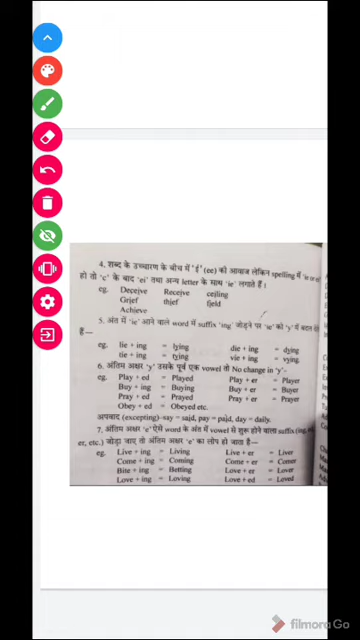 4. शब्द के उच्चारण के बीच में 'ई' (ee) की आवाज लेकिन spelling में 'ie or ei'
हो तो 'c' के बाद 'ei' तथा अन्य letter के साथ 'ie' लगाते हैं।
eg. Deceive Receive ceiling
Grief thief field
Achieve
5. अंत में 'ie' आने वाले word में suffix 'ing' जोड़ने पर 'ie' को 'y' में बदल
है—
eg. lie + ing = lying die + ing = dying
tie + ing = tying vie + ing = vying.
6. अंतिम अक्षर 'y' उसके पूर्व एक vowel तो No change in 'y'-
eg. Play + ed = Played Play + er = Player
Buy + ing = Buying Buy + er = Buyer
Pray + ed = Prayed Pray + er = Prayer
Obey + ed = Obeyed etc.
अपवाद (excepting)-say = said, pay = paid, day = daily.
7. अंतिम अक्षर 'e' ऐसे word के अंत में vowel से शुरू होने वाला suffix (ing,
er, etc.) जोड़ा जाए तो अंतिम अक्षर 'e' का लोप हो जाता है—
eg. Live + ing = Living Live + er = Liver
Come + ing = Coming Come + er = Comer
Bite + ing = Betting Love + er = Lover
Love + ing = Loving Love + ed = Loved
filmora Go